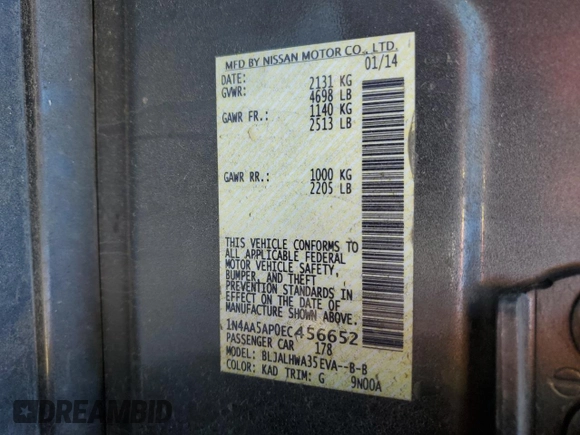 MFD BY NISSAN MOTOR CO., LTD.
DATE: 01/14
GVWR: 2131 KG
4698 LB
GAWR FR.: 1140 KG
2513 LB
GAWR RR.: 1000 KG
2205 LB
THIS VEHICLE CONFORMS TO
ALL APPLICABLE FEDERAL
MOTOR VEHICLE SAFETY,
BUMPER, AND THEFT
PREVENTION STANDARDS IN
EFFECT ON THE DATE OF
MANUFACTURE SHOWN ABOVE.
1N4AA5AP0EC456652
PASSENGER CAR 178
MODEL: BLJALHWA35EVA--B-B
COLOR: KAD TRIM: G 9N00A
DREAMBID